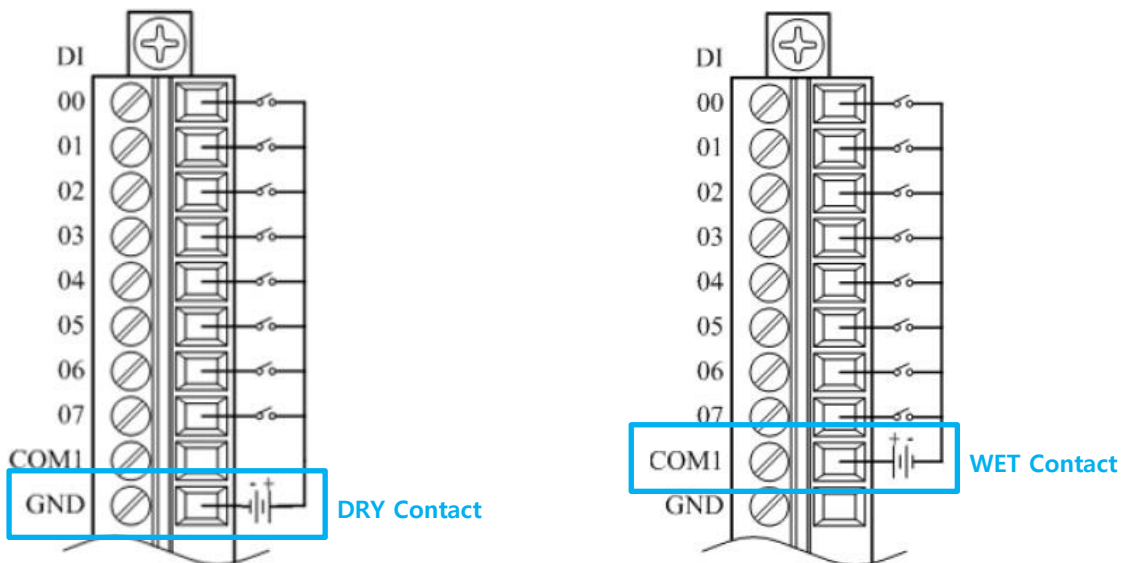 DI
00
01
02
03
04
05
06
07
COM1
GND
- +
DRY Contact
DI
00
01
02
03
04
05
06
07
+ -
COM1
WET Contact
GND